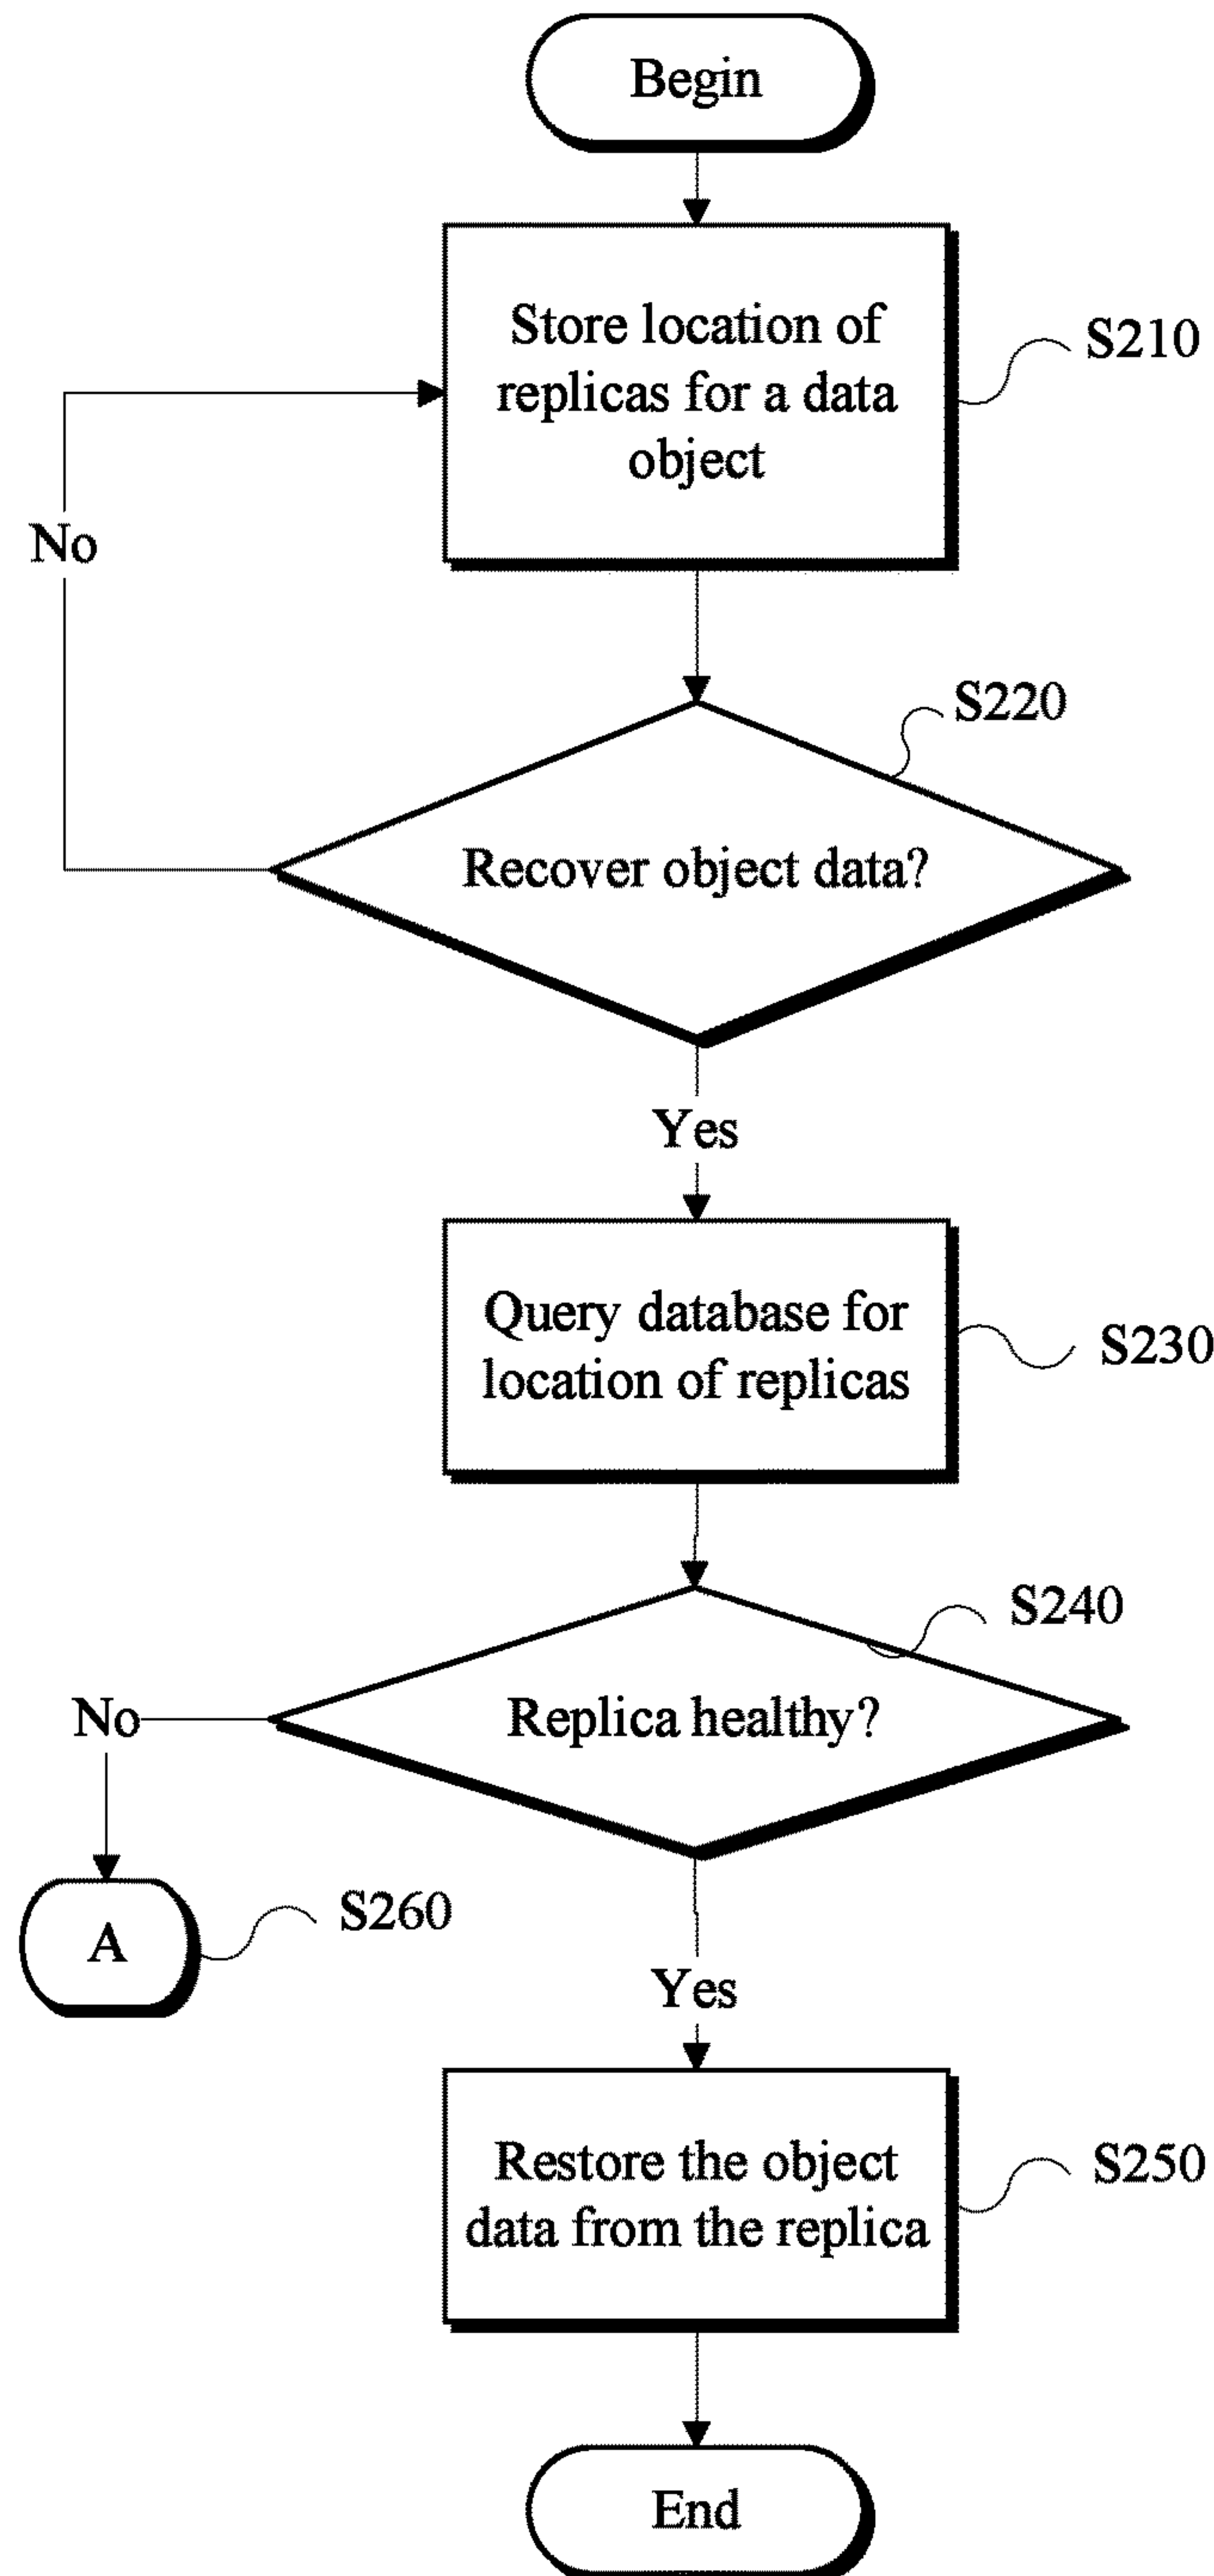 Begin
Store location of
replicas for a data
object
S210
No
S220
Recover object data?
Yes
Query database for
location of replicas
S230
S240
Replica healthy?
No
A
S260
Yes
Restore the object
data from the replica
S250
End